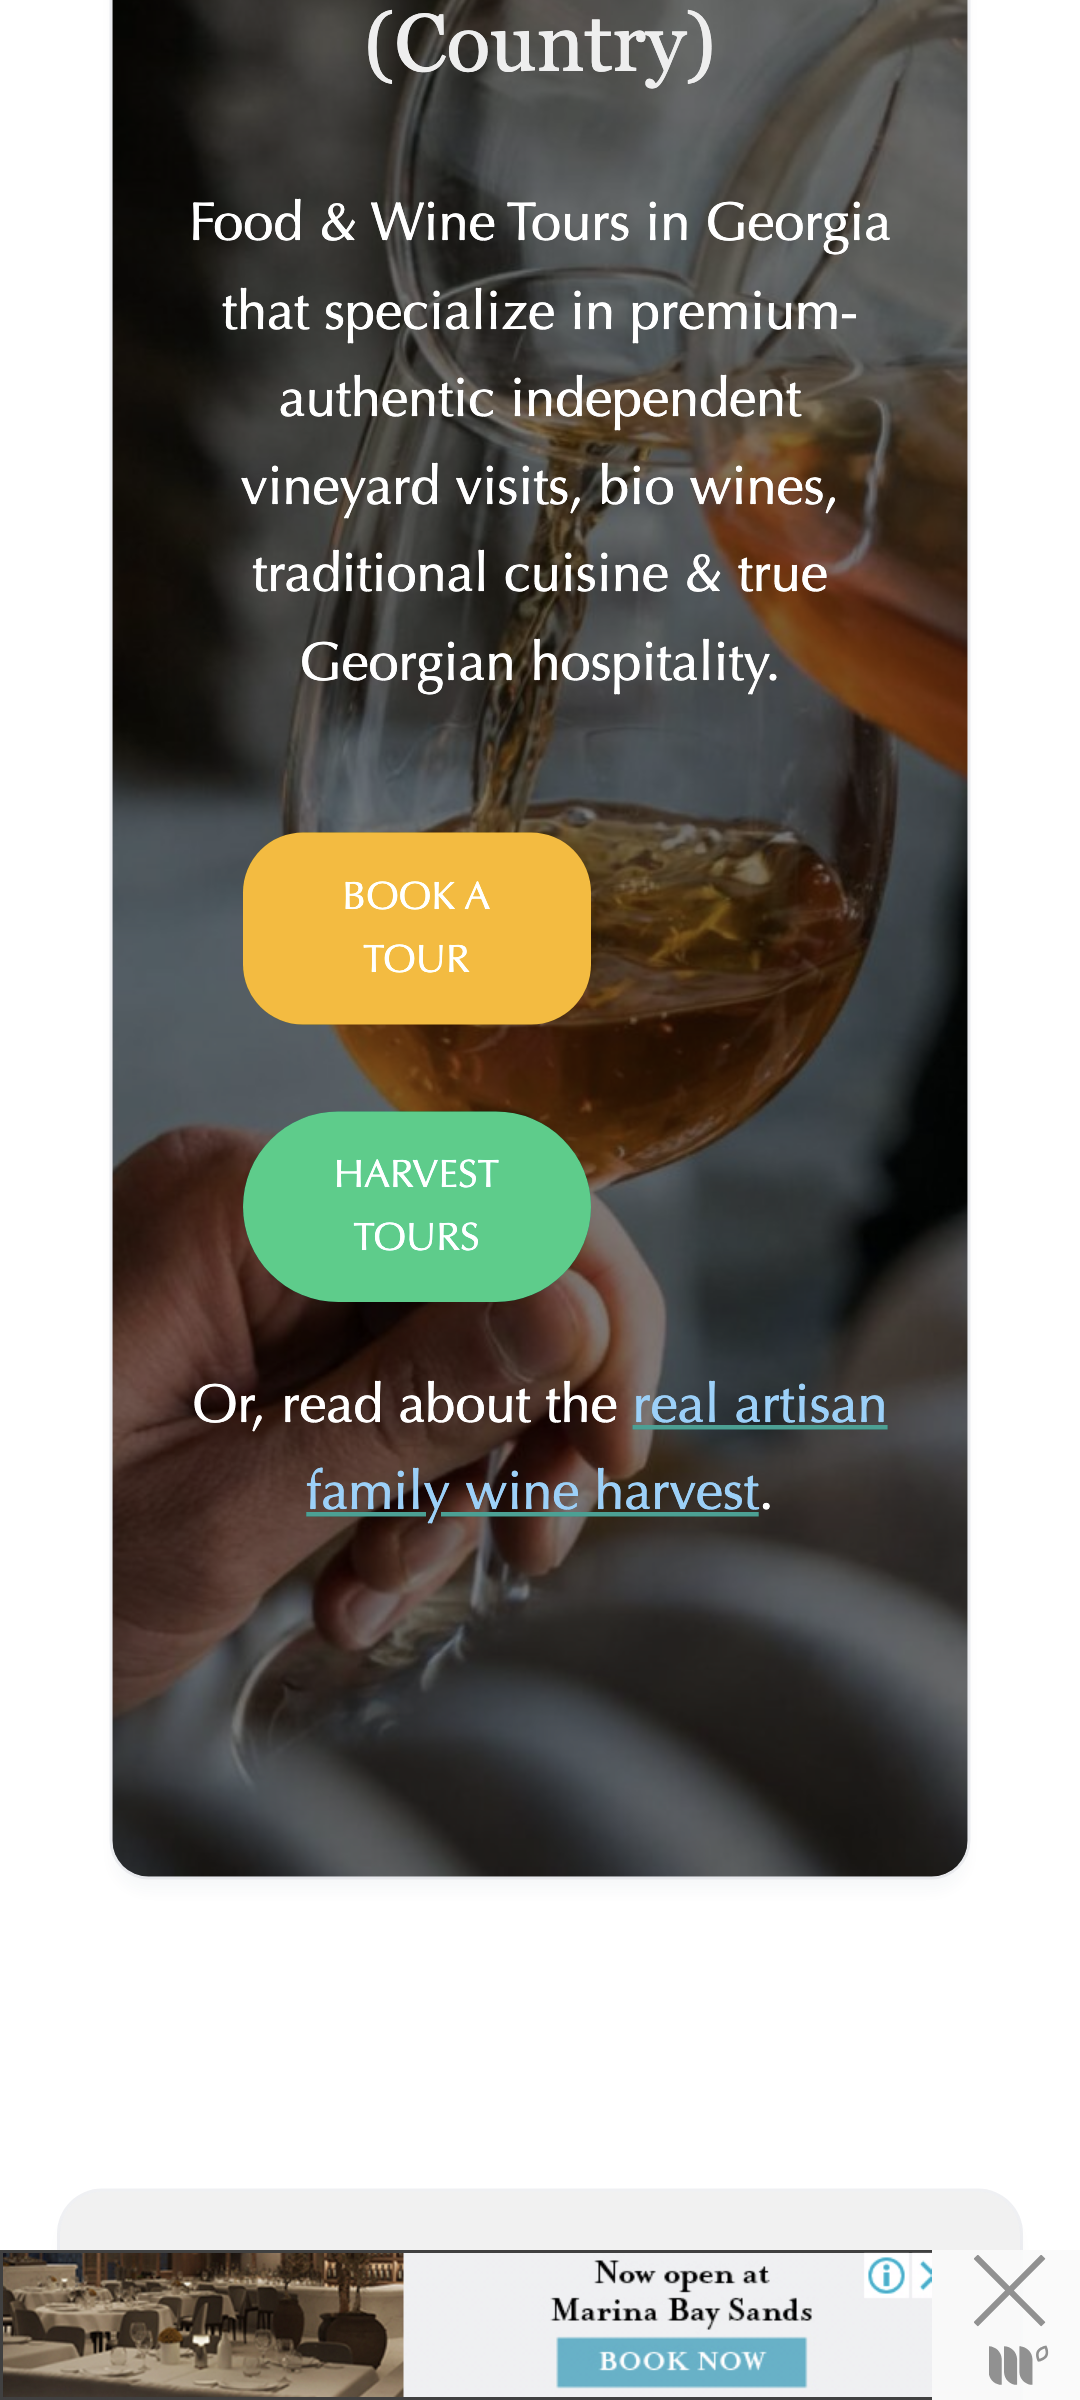 (Country)
Food & Wine Tours in Georgia
that specialize in premium-
authentic independent
vineyard visits, bio wines,
traditional cuisine & true
Georgian hospitality.
BOOK A
TOUR
HARVEST
TOURS
Or, read about the real artisan
family wine harvest.
Now open at
Marina Bay Sands
BOOK NOW